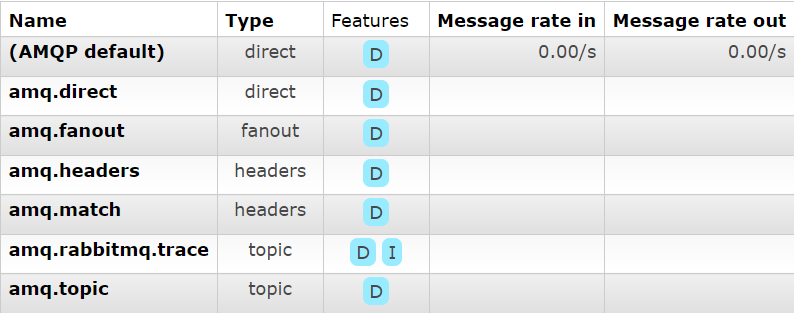 Name Type Features Message rate in Message rate out
(AMQP default) direct D 0.00/s 0.00/s
amq.direct direct D
amq.fanout fanout D
amq.headers headers D
amq.match headers D
amq.rabbitmq.trace topic D I
amq.topic topic D